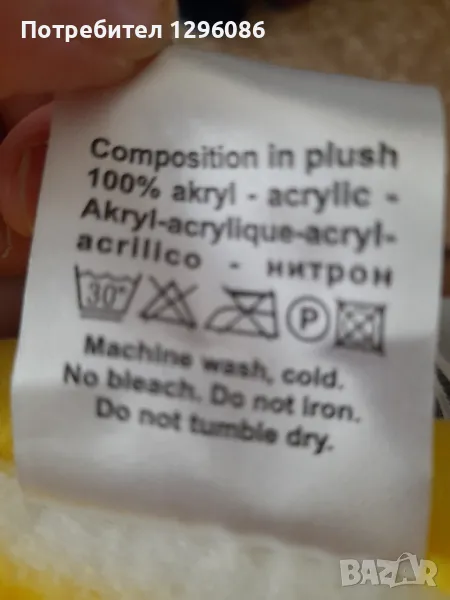 Потребител 1296086
Composition in plush
100% akryl - acrylic -
Akryl-acrylique-acryl-
acrilico - нитрон
30° P
Machine wash, cold.
No bleach. Do not Iron.
Do not tumble dry.
BAZAR